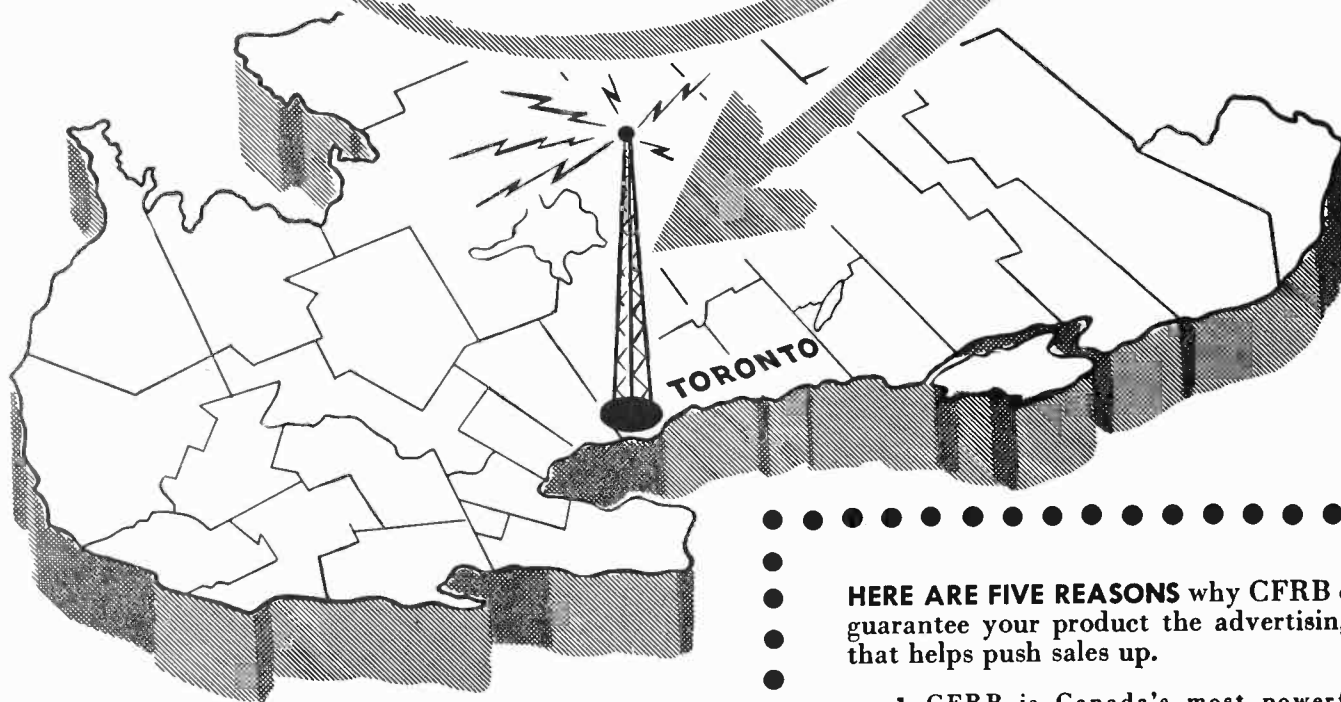 TORONTO
HERE ARE FIVE REASONS why CFRB
guarantee your product the advertising
that helps push sales up.
1 CFRB is Canada's most powerf